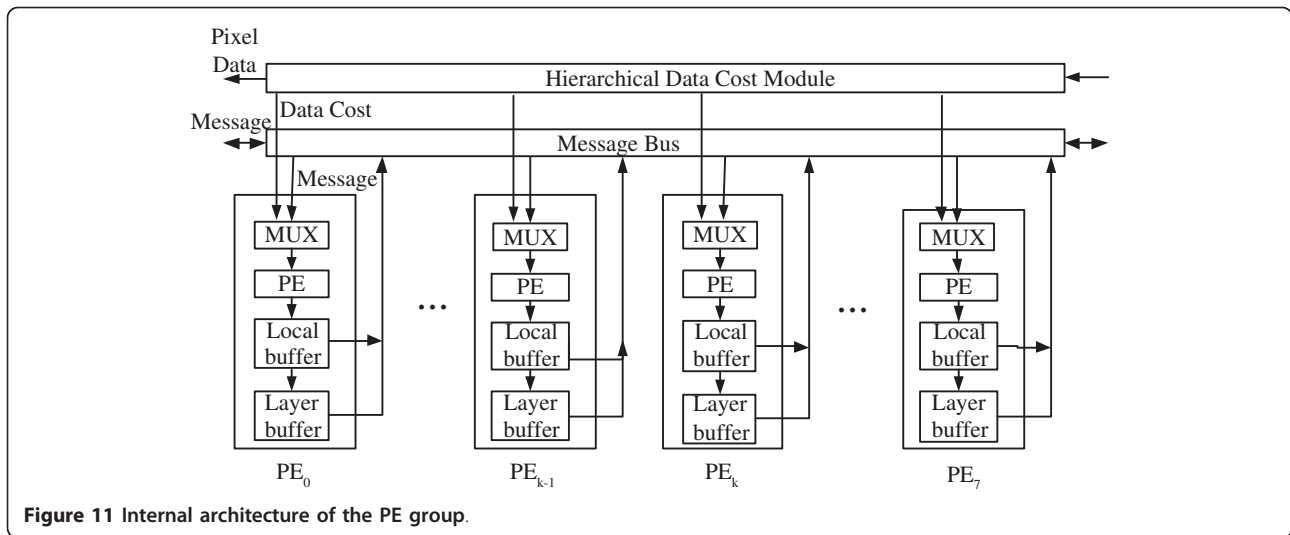 Pixel
Data
Hierarchical Data Cost Module
Data Cost
Message
Message Bus
Message
MUX
PE
Local
buffer
Layer
buffer
PE0
...
MUX
PE
Local
buffer
Layer
buffer
PEk-1
MUX
PE
Local
buffer
Layer
buffer
PEk
...
MUX
PE
Local
buffer
Layer
buffer
PE7
Figure 11 Internal architecture of the PE group.